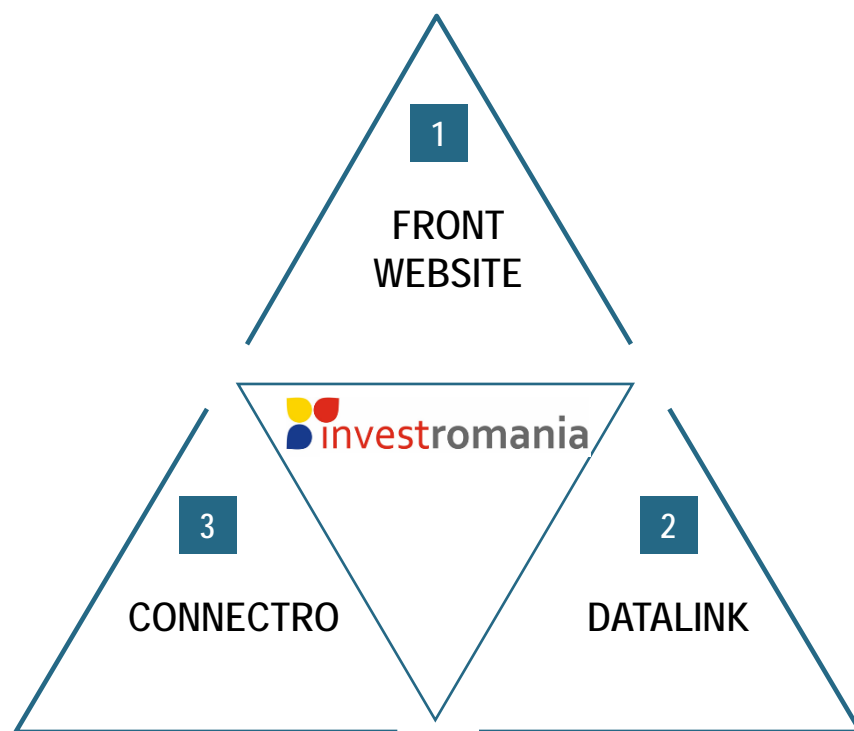 1
FRONT
WEBSITE
investromania
3
CONNECTRO
2
DATALINK